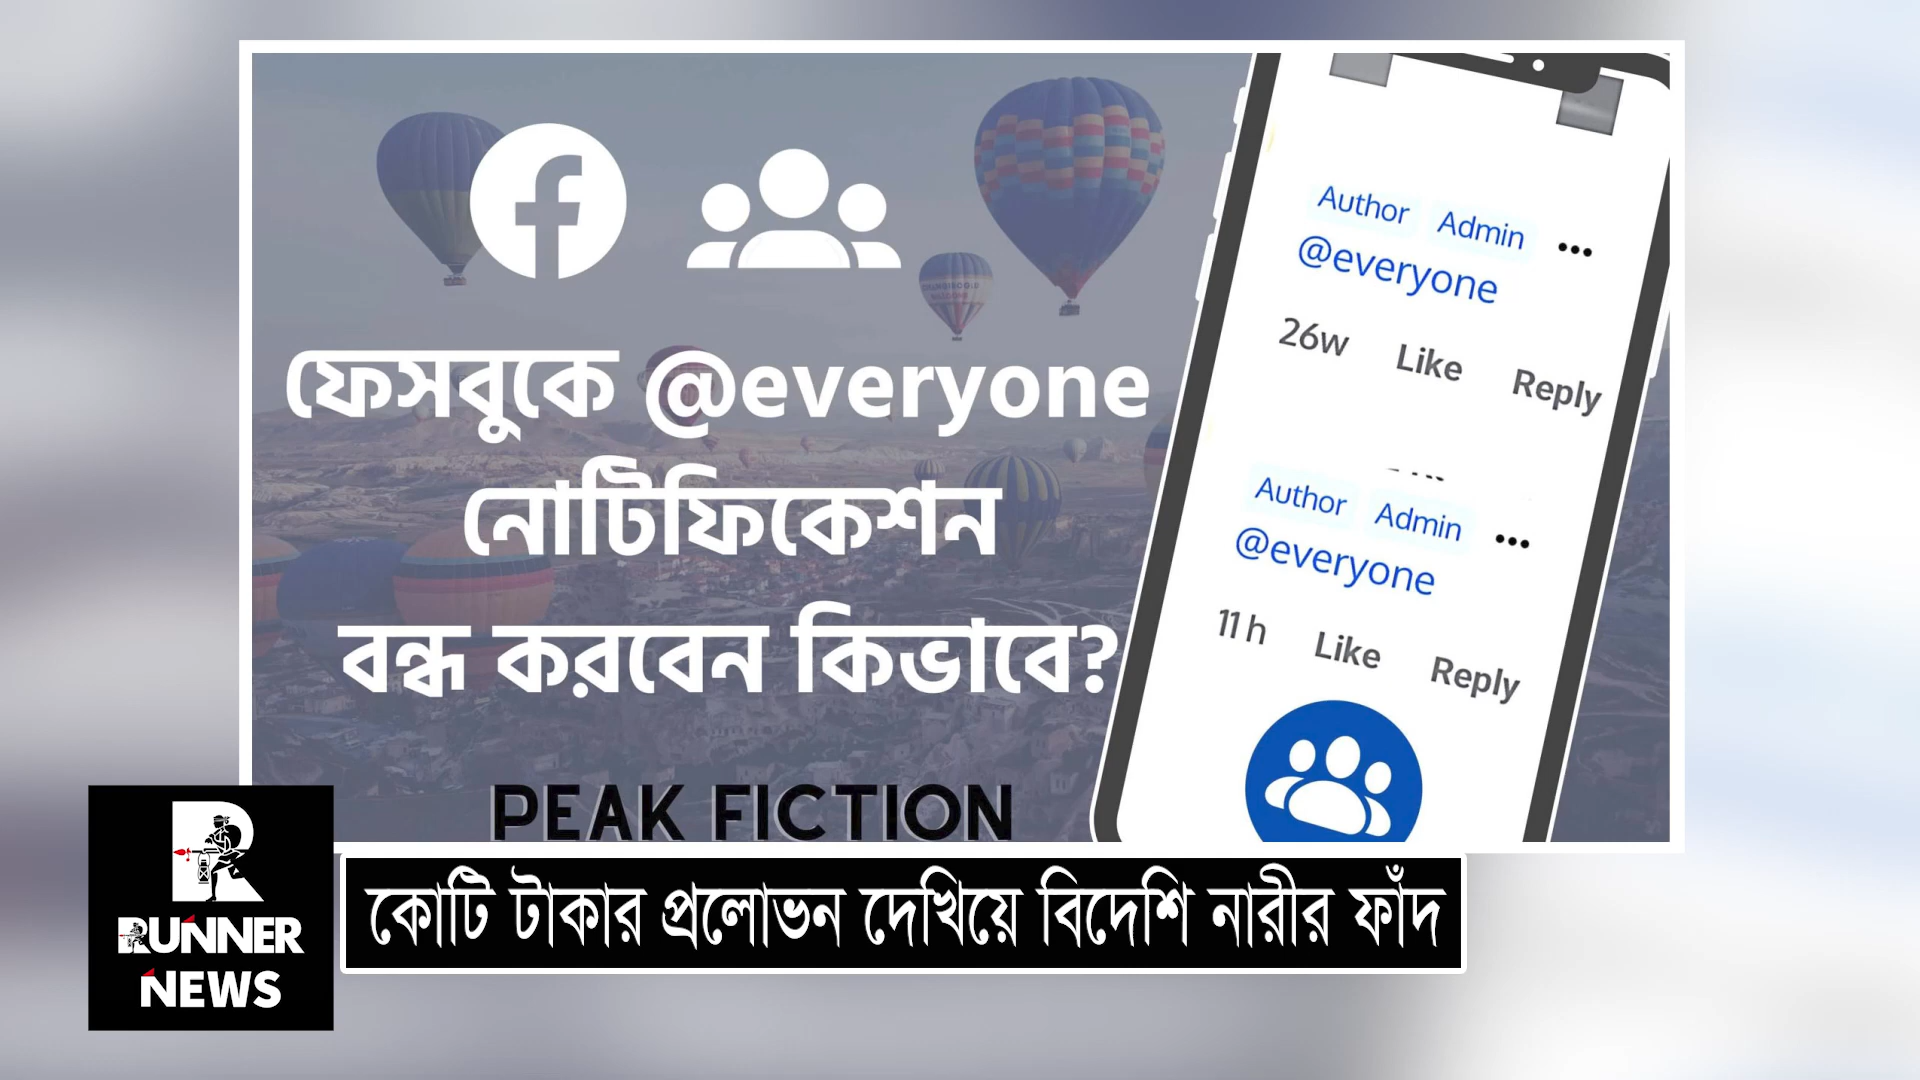 ফেসবুকে @everyone
নোটিফিকেশন
বন্ধ করবেন কিভাবে?
PEAK FICTION
Author Admin
@everyone
26w Like Reply
Author Admin
@everyone
11 h Like Reply
RUNNER
NEWS
কোটি টাকার প্রলোভন দেখিয়ে বিদেশি নারীর ফাঁদ